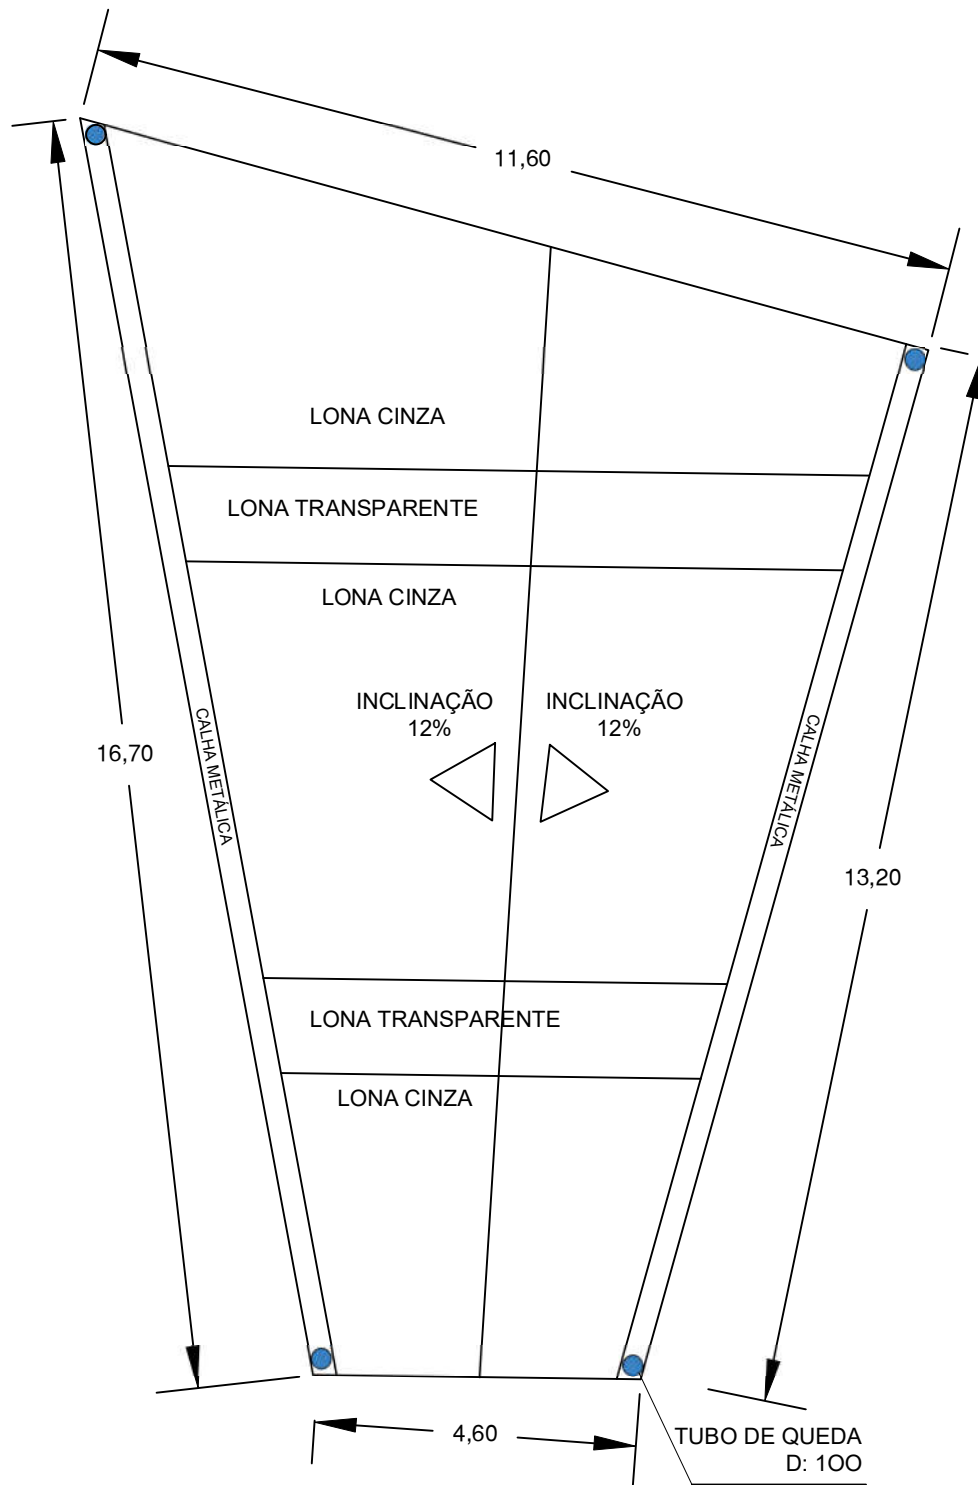 11,60
LONA CINZA
LONA TRANSPARENTE
LONA CINZA
INCLINAÇÃO
12%
INCLINAÇÃO
12%
CALHA METÁLICA
CALHA METÁLICA
16,70
13,20
LONA TRANSPARENTE
LONA CINZA
4,60
TUBO DE QUEDA
D: 1OO